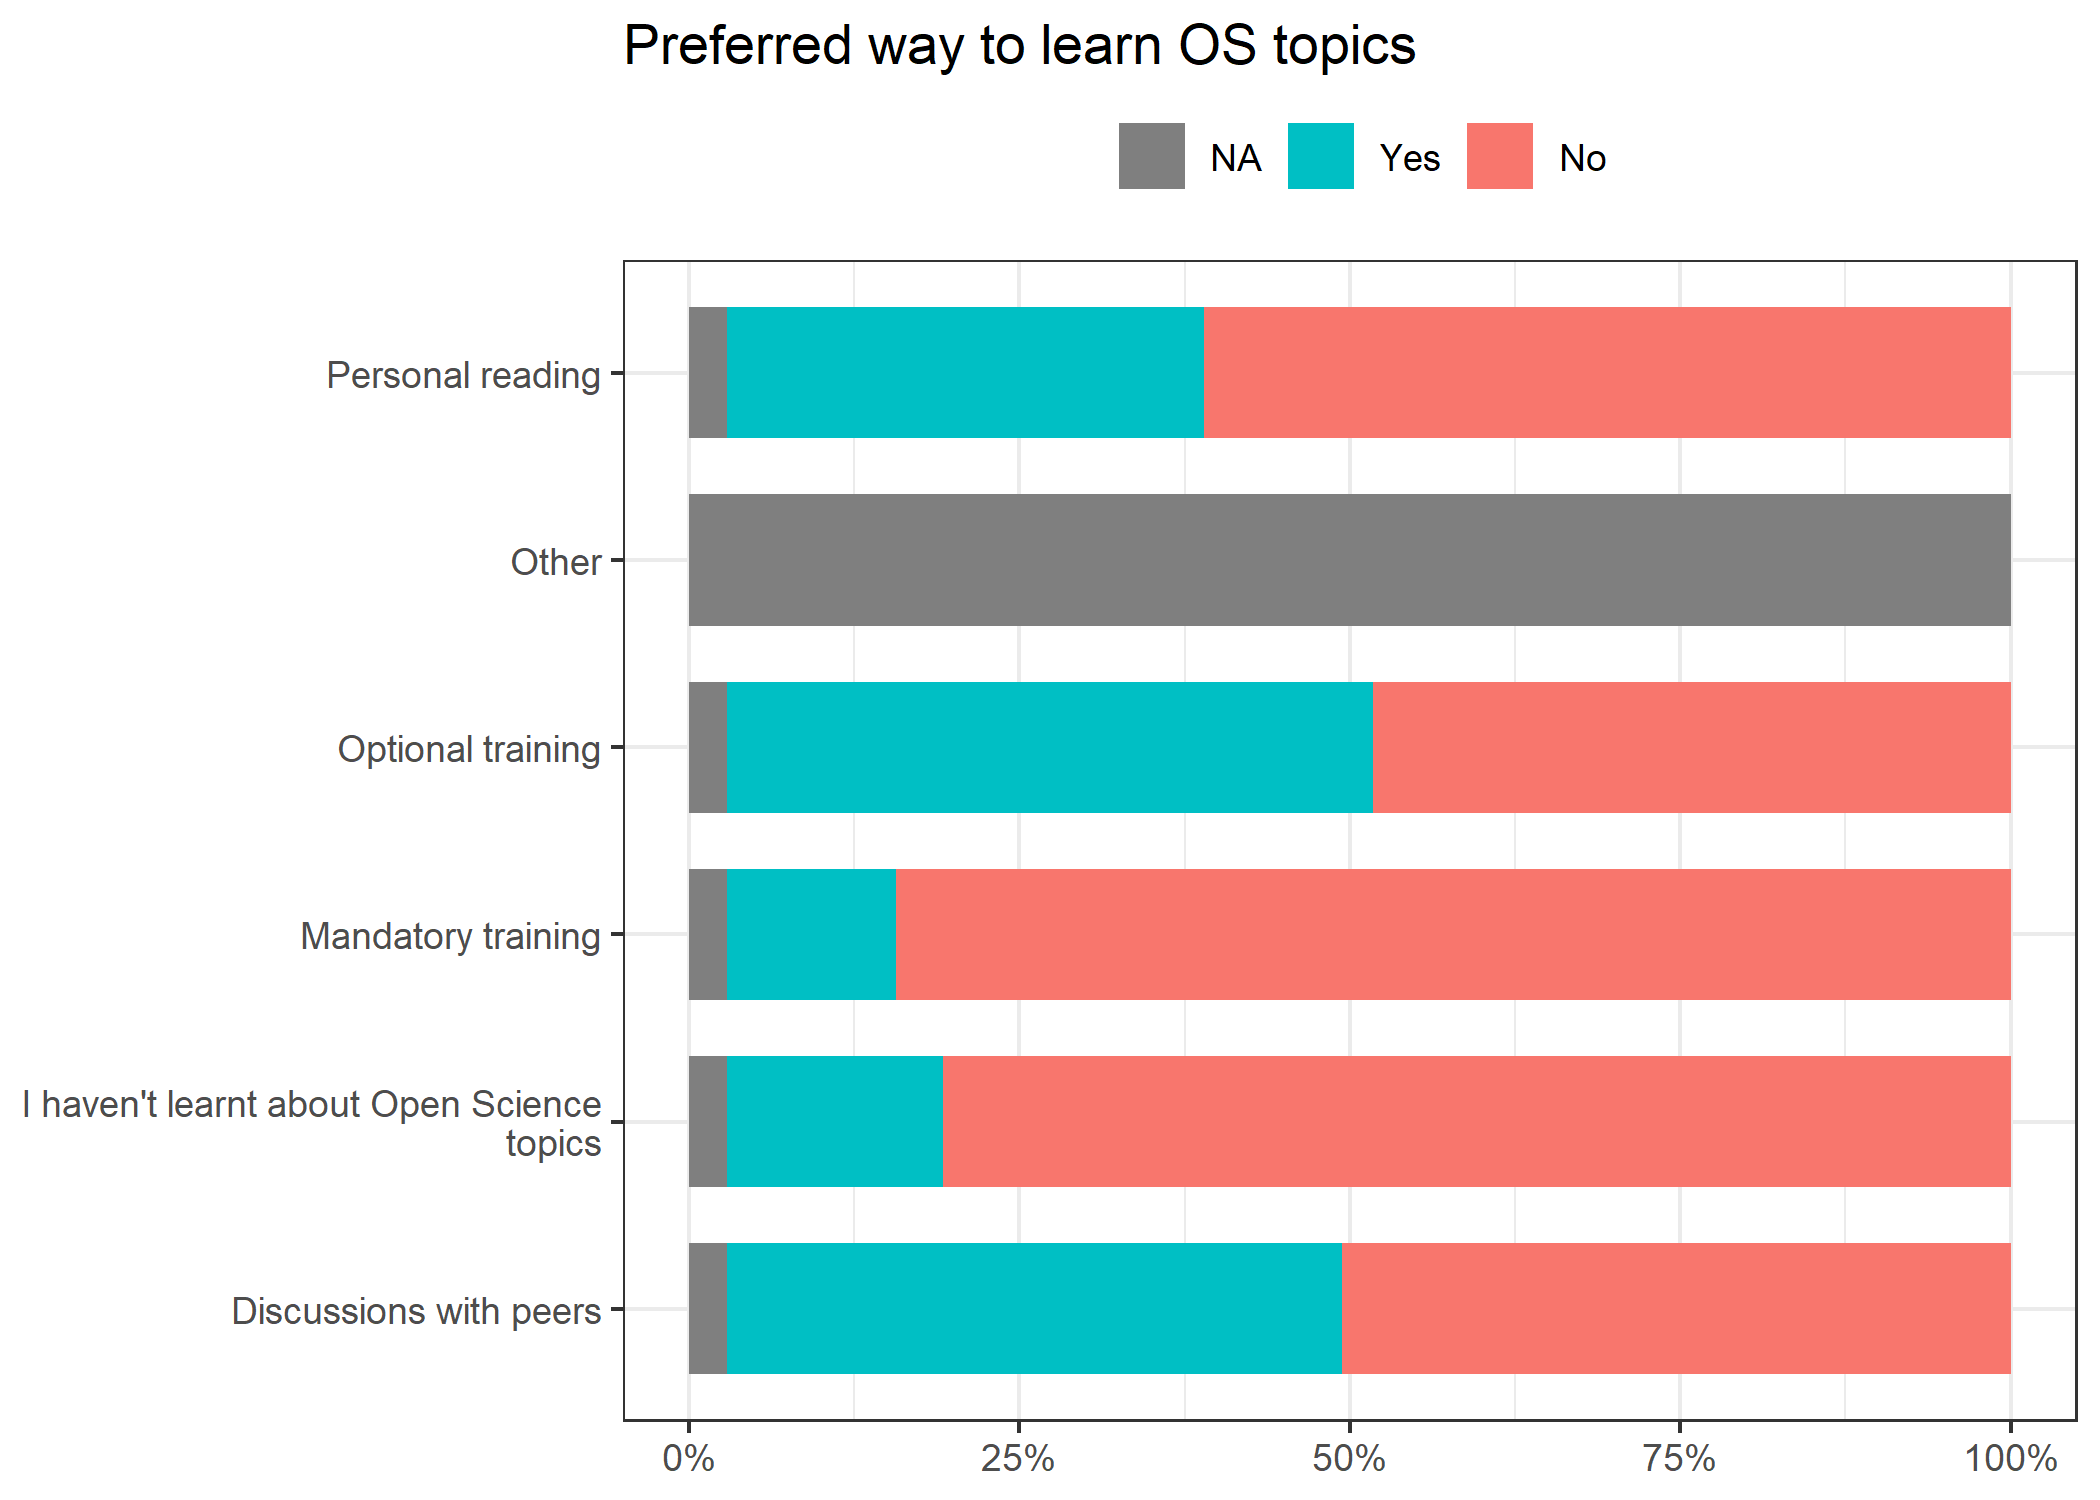 Preferred way to learn OS topics
NA
Yes
No
Personal reading
Other
Optional training
Mandatory training
I haven't learnt about Open Science
topics
Discussions with peers
0%
25%
50%
75%
100%